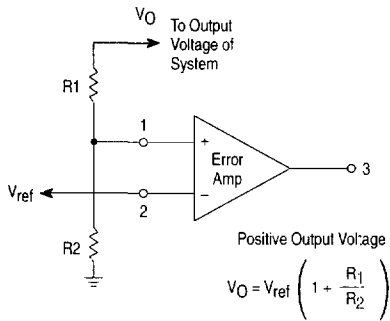 VO
To Output
Voltage of
System
R1
1
+
Error
Amp
3
Vref
−
2
R2
Positive Output Voltage
VO = Vref ( 1 + R1/R2 )